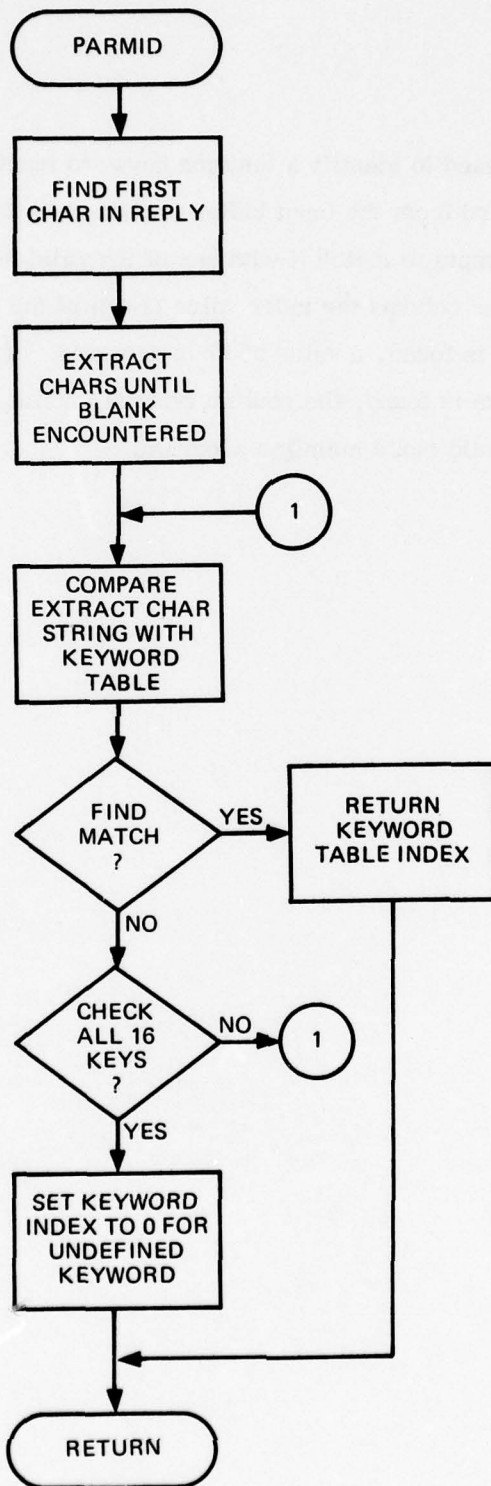 PARMID
FIND FIRST
CHAR IN REPLY
EXTRACT
CHARS UNTIL
BLANK
ENCOUNTERED
1
COMPARE
EXTRACT CHAR
STRING WITH
KEYWORD
TABLE
FIND
MATCH
?
YES
RETURN
KEYWORD
TABLE INDEX
NO
CHECK
ALL 16
KEYS
?
NO
1
YES
SET KEYWORD
INDEX TO 0 FOR
UNDEFINED
KEYWORD
RETURN